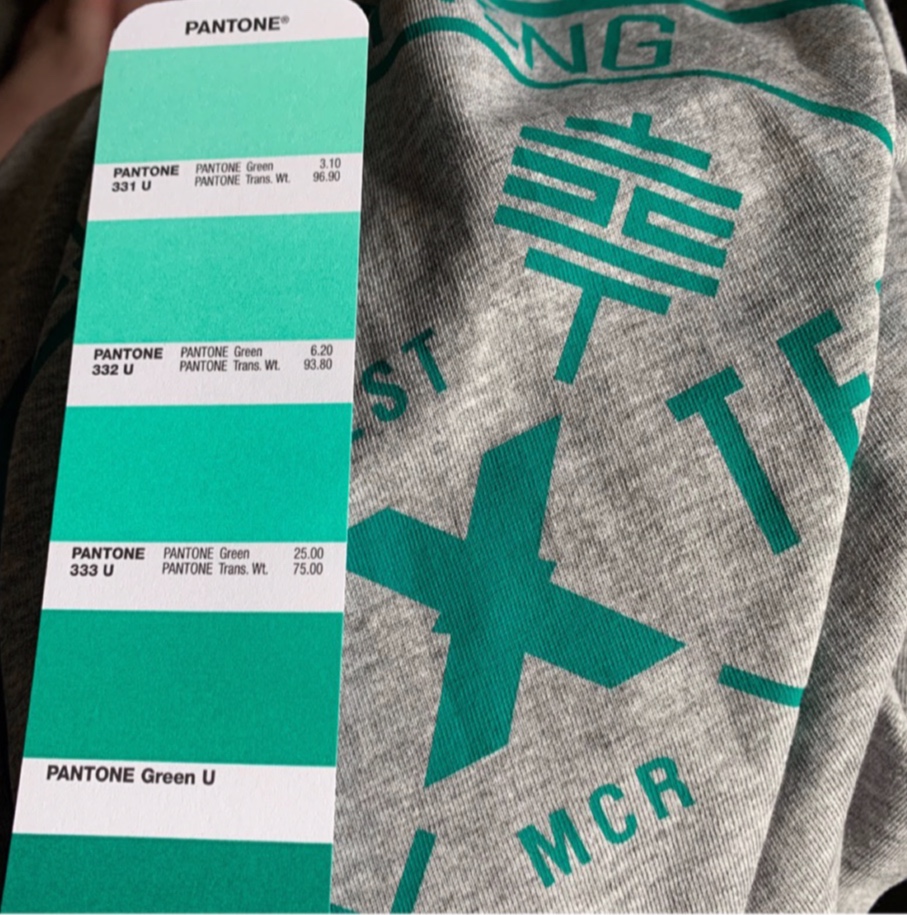 PANTONE®
PANTONE 331 U
PANTONE Green 3.10
PANTONE Trans. Wt. 96.90
PANTONE 332 U
PANTONE Green 6.20
PANTONE Trans. Wt. 93.80
PANTONE 333 U
PANTONE Green 25.00
PANTONE Trans. Wt. 75.00
PANTONE Green U
NG
ST
MCR